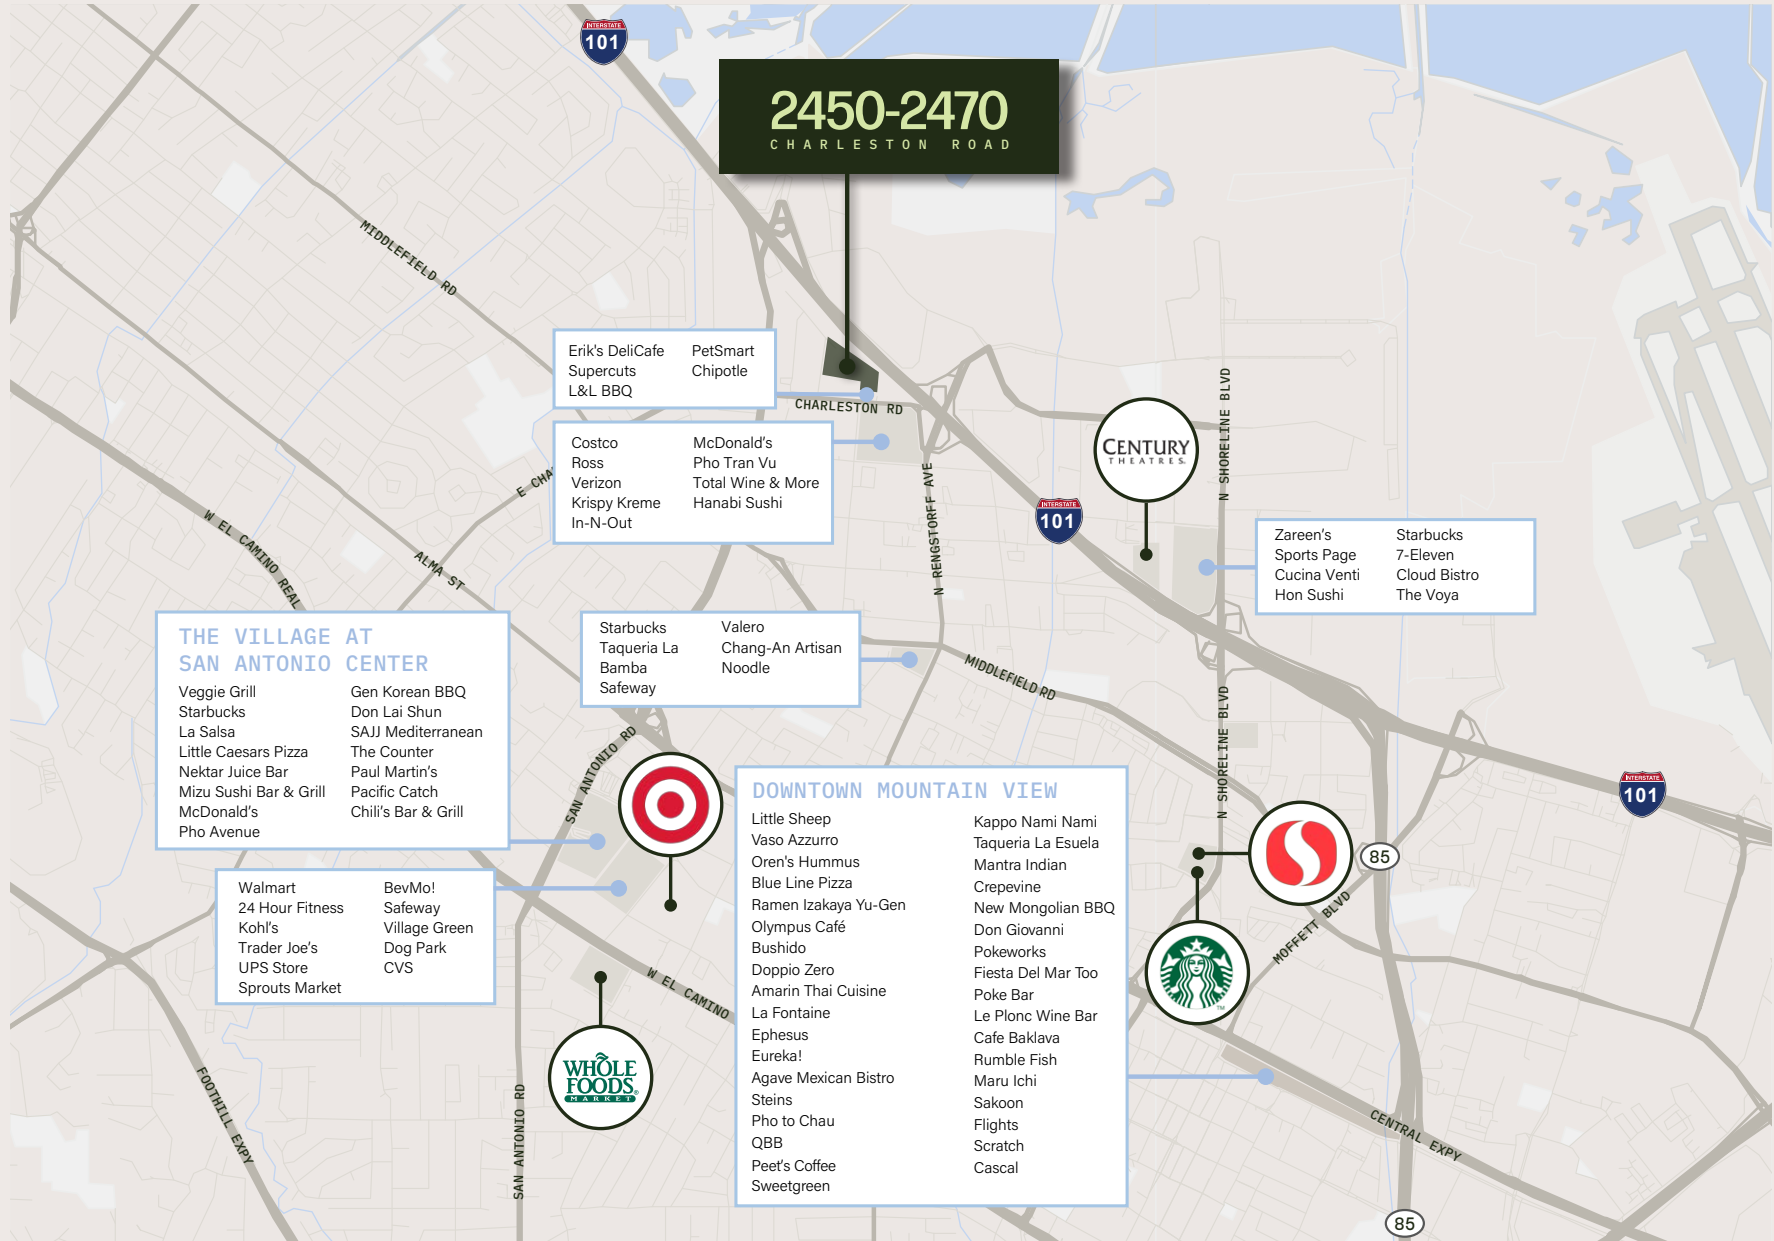 INTERSTATE
101
2450-2470
CHARLESTON ROAD
MIDDLEFIELD RD
Erik's DeliCafe
Supercuts
L&L BBQ
PetSmart
Chipotle
CHARLESTON RD
Costco
Ross
Verizon
Krispy Kreme
In-N-Out
McDonald's
Pho Tran Vu
Total Wine & More
Hanabi Sushi
E CHA
N RENGSTORFF AVE
CENTURY
THEATRES
N SHORELINE BLVD
INTERSTATE
101
Zareen's
Sports Page
Cucina Venti
Hon Sushi
Starbucks
7-Eleven
Cloud Bistro
The Voya
W EL CAMINO REAL
ALMA ST
THE VILLAGE AT
SAN ANTONIO CENTER
Veggie Grill
Starbucks
La Salsa
Little Caesars Pizza
Nektar Juice Bar
Mizu Sushi Bar & Grill
McDonald's
Pho Avenue
Gen Korean BBQ
Don Lai Shun
SAJJ Mediterranean
The Counter
Paul Martin's
Pacific Catch
Chili's Bar & Grill
Starbucks
Taqueria La
Bamba
Safeway
Valero
Chang-An Artisan
Noodle
MIDDLEFIELD RD
SAN ANTONIO RD
N SHORELINE BLVD
INTERSTATE
101
85
MOFFETT BLVD
Walmart
24 Hour Fitness
Kohl's
Trader Joe's
UPS Store
Sprouts Market
BevMo!
Safeway
Village Green
Dog Park
CVS
W EL CAMINO
WHOLE
FOODS
MARKET
DOWNTOWN MOUNTAIN VIEW
Little Sheep
Vaso Azzurro
Oren's Hummus
Blue Line Pizza
Ramen Izakaya Yu-Gen
Olympus Café
Bushido
Doppio Zero
Amarin Thai Cuisine
La Fontaine
Ephesus
Eureka!
Agave Mexican Bistro
Steins
Pho to Chau
QBB
Peet's Coffee
Sweetgreen
Kappo Nami Nami
Taqueria La Esuela
Mantra Indian
Crepevine
New Mongolian BBQ
Don Giovanni
Pokeworks
Fiesta Del Mar Too
Poke Bar
Le Plonc Wine Bar
Cafe Baklava
Rumble Fish
Maru Ichi
Sakoon
Flights
Scratch
Cascal
TM
FOOTHILL EXPY
SAN ANTONIO RD
CENTRAL EXPY
85